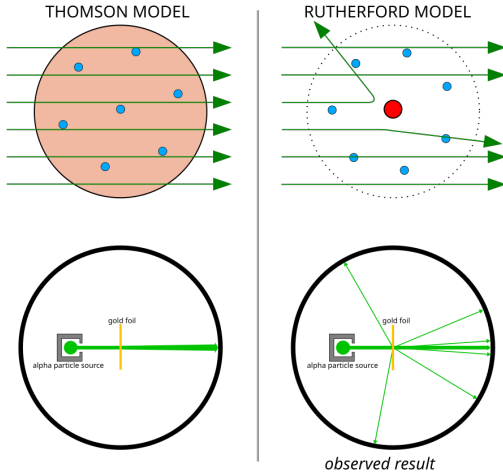 THOMSON MODEL
RUTHERFORD MODEL
gold foil
alpha particle source
gold foil
alpha particle source
observed result